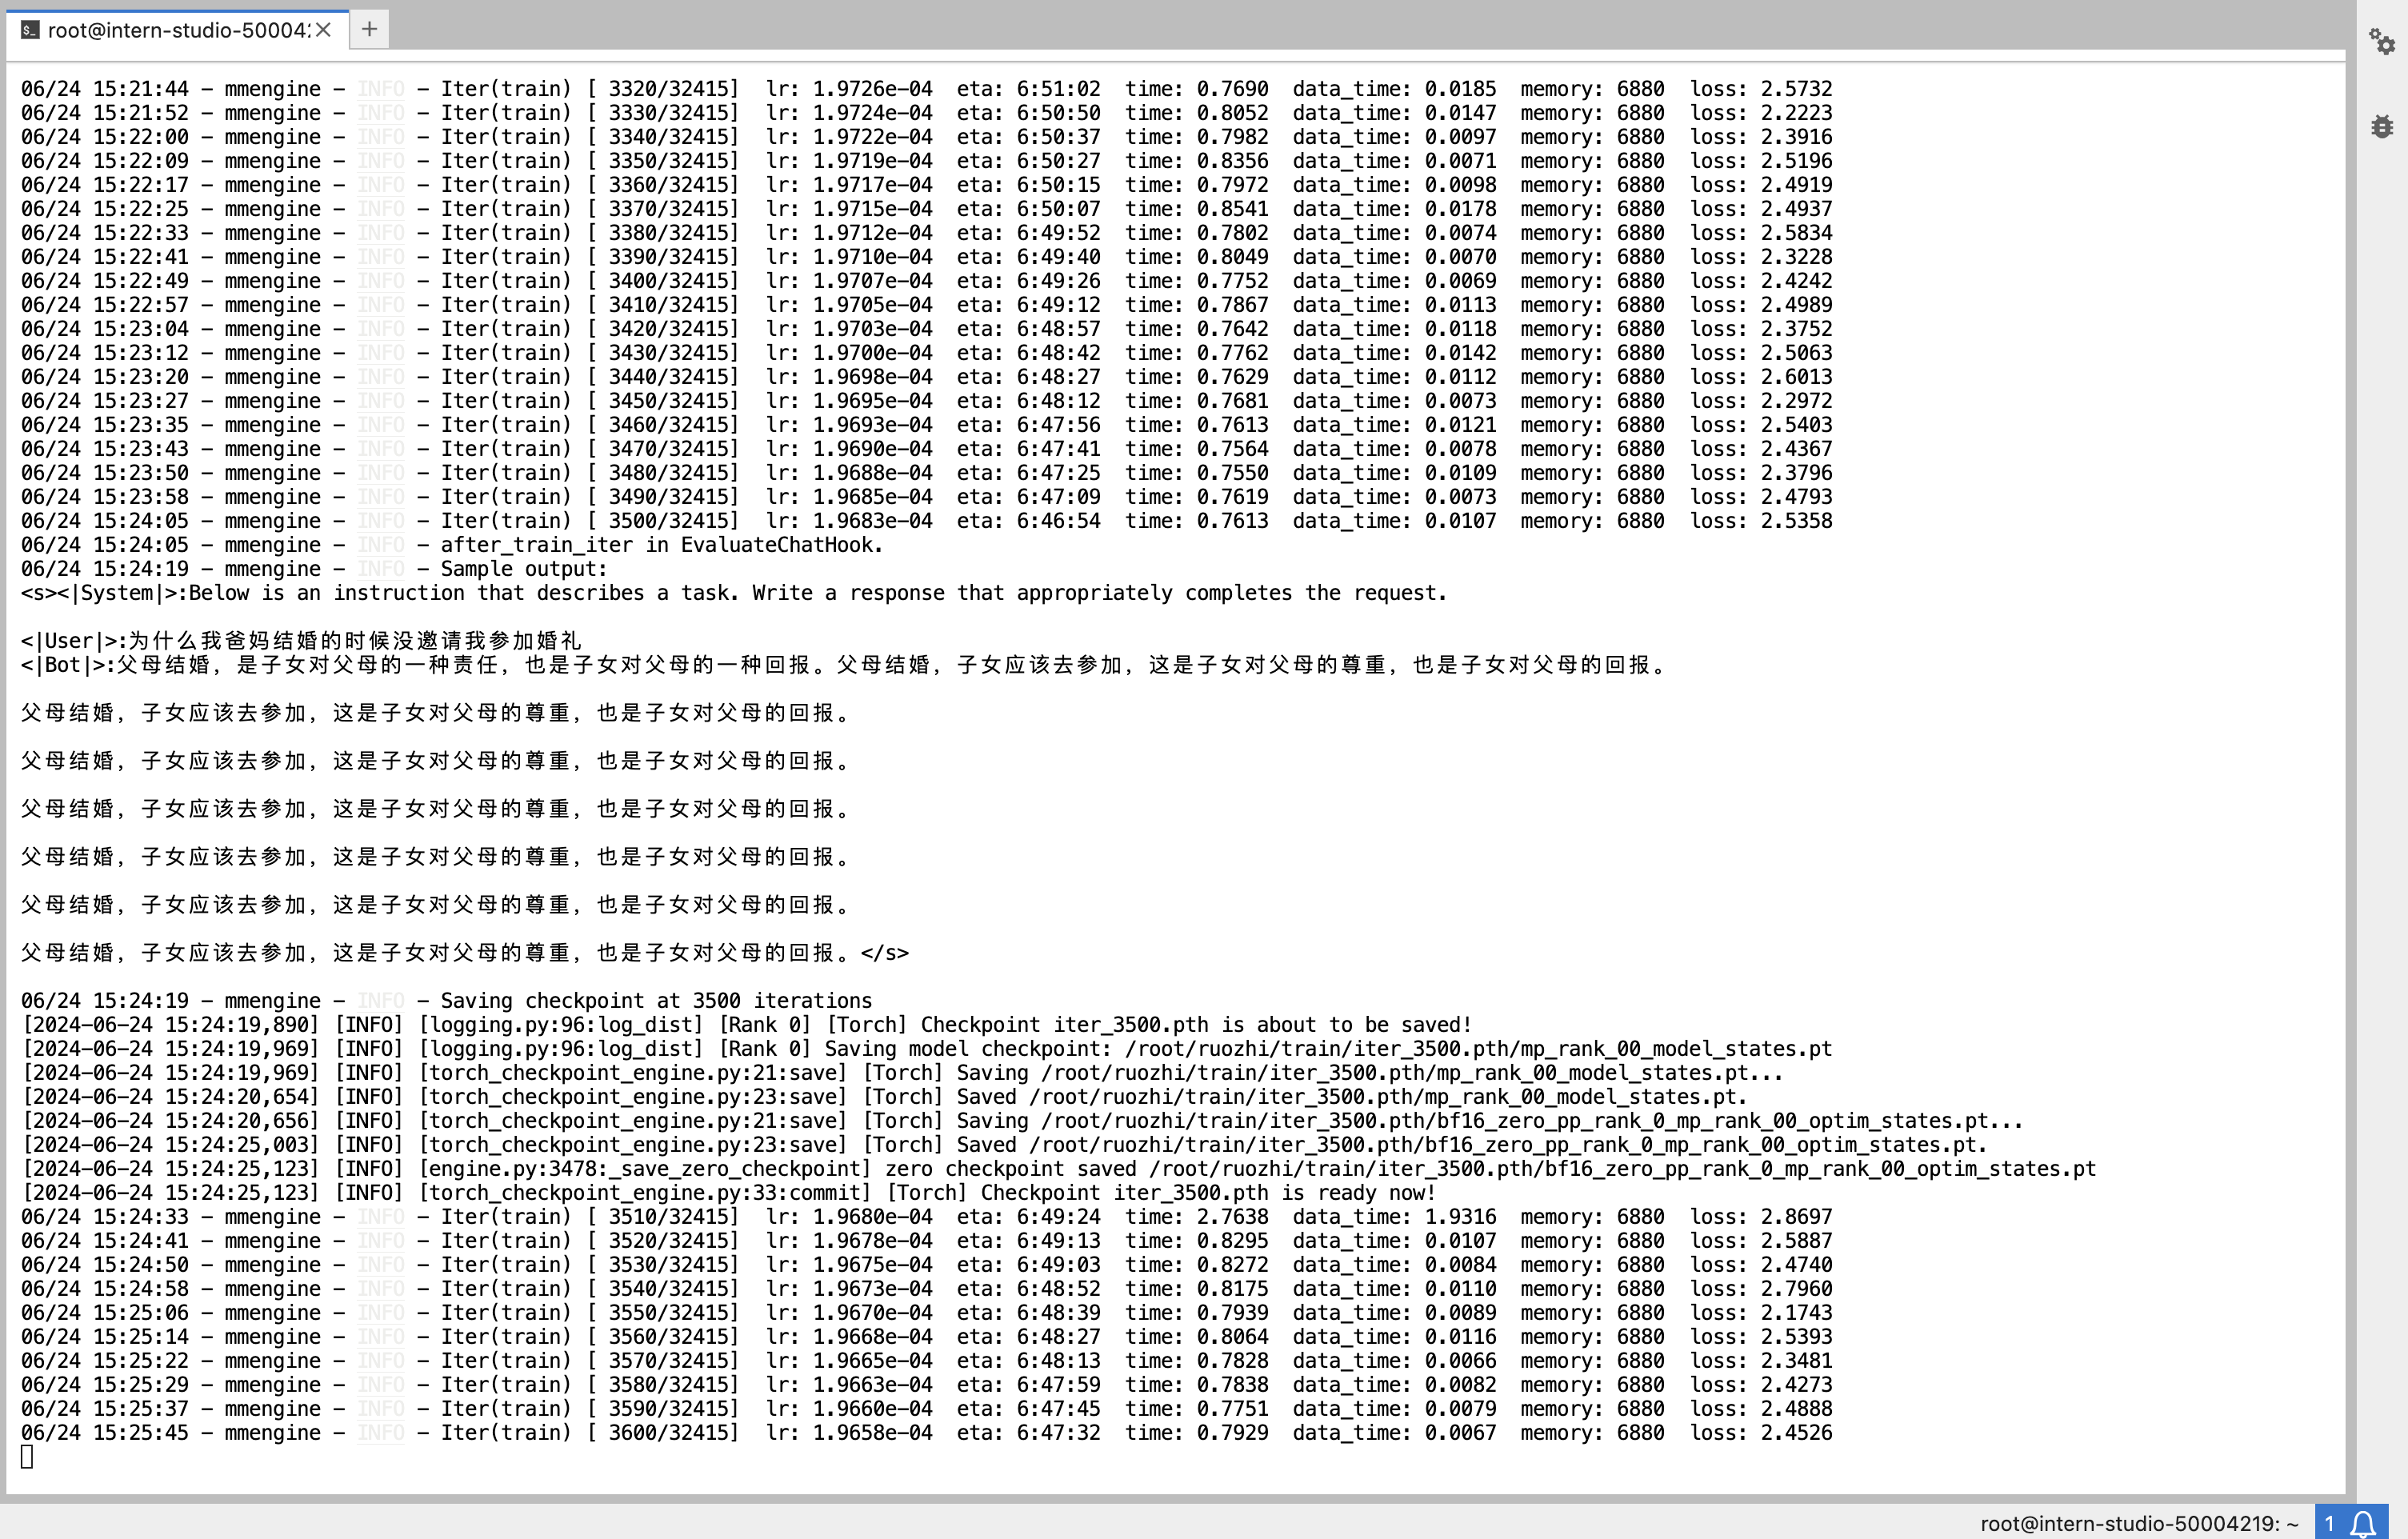 root@intern-studio-50004
06/24 15:21:44 - mmengine - INFO - Iter(train) [ 3320/32415]  lr: 1.9726e-04  eta: 6:51:02  time: 0.7690  data_time: 0.0185  memory: 6880  loss: 2.5732
06/24 15:21:52 - mmengine - INFO - Iter(train) [ 3330/32415]  lr: 1.9724e-04  eta: 6:50:50  time: 0.8052  data_time: 0.0147  memory: 6880  loss: 2.2223
06/24 15:22:00 - mmengine - INFO - Iter(train) [ 3340/32415]  lr: 1.9722e-04  eta: 6:50:37  time: 0.7982  data_time: 0.0097  memory: 6880  loss: 2.3916
06/24 15:22:09 - mmengine - INFO - Iter(train) [ 3350/32415]  lr: 1.9719e-04  eta: 6:50:27  time: 0.8356  data_time: 0.0071  memory: 6880  loss: 2.5196
06/24 15:22:17 - mmengine - INFO - Iter(train) [ 3360/32415]  lr: 1.9717e-04  eta: 6:50:15  time: 0.7972  data_time: 0.0098  memory: 6880  loss: 2.4919
06/24 15:22:25 - mmengine - INFO - Iter(train) [ 3370/32415]  lr: 1.9715e-04  eta: 6:50:07  time: 0.8541  data_time: 0.0178  memory: 6880  loss: 2.4937
06/24 15:22:33 - mmengine - INFO - Iter(train) [ 3380/32415]  lr: 1.9712e-04  eta: 6:49:52  time: 0.7802  data_time: 0.0074  memory: 6880  loss: 2.5834
06/24 15:22:41 - mmengine - INFO - Iter(train) [ 3390/32415]  lr: 1.9710e-04  eta: 6:49:40  time: 0.8049  data_time: 0.0070  memory: 6880  loss: 2.3228
06/24 15:22:49 - mmengine - INFO - Iter(train) [ 3400/32415]  lr: 1.9707e-04  eta: 6:49:26  time: 0.7752  data_time: 0.0069  memory: 6880  loss: 2.4242
06/24 15:22:57 - mmengine - INFO - Iter(train) [ 3410/32415]  lr: 1.9705e-04  eta: 6:49:12  time: 0.7867  data_time: 0.0113  memory: 6880  loss: 2.4989
06/24 15:23:04 - mmengine - INFO - Iter(train) [ 3420/32415]  lr: 1.9703e-04  eta: 6:48:57  time: 0.7642  data_time: 0.0118  memory: 6880  loss: 2.3752
06/24 15:23:12 - mmengine - INFO - Iter(train) [ 3430/32415]  lr: 1.9700e-04  eta: 6:48:42  time: 0.7762  data_time: 0.0142  memory: 6880  loss: 2.5063
06/24 15:23:20 - mmengine - INFO - Iter(train) [ 3440/32415]  lr: 1.9698e-04  eta: 6:48:27  time: 0.7629  data_time: 0.0112  memory: 6880  loss: 2.6013
06/24 15:23:27 - mmengine - INFO - Iter(train) [ 3450/32415]  lr: 1.9695e-04  eta: 6:48:12  time: 0.7681  data_time: 0.0073  memory: 6880  loss: 2.2972
06/24 15:23:35 - mmengine - INFO - Iter(train) [ 3460/32415]  lr: 1.9693e-04  eta: 6:47:56  time: 0.7613  data_time: 0.0121  memory: 6880  loss: 2.5403
06/24 15:23:43 - mmengine - INFO - Iter(train) [ 3470/32415]  lr: 1.9690e-04  eta: 6:47:41  time: 0.7564  data_time: 0.0078  memory: 6880  loss: 2.4367
06/24 15:23:50 - mmengine - INFO - Iter(train) [ 3480/32415]  lr: 1.9688e-04  eta: 6:47:25  time: 0.7550  data_time: 0.0109  memory: 6880  loss: 2.3796
06/24 15:23:58 - mmengine - INFO - Iter(train) [ 3490/32415]  lr: 1.9685e-04  eta: 6:47:09  time: 0.7619  data_time: 0.0073  memory: 6880  loss: 2.4793
06/24 15:24:05 - mmengine - INFO - Iter(train) [ 3500/32415]  lr: 1.9683e-04  eta: 6:46:54  time: 0.7613  data_time: 0.0107  memory: 6880  loss: 2.5358
06/24 15:24:05 - mmengine - INFO - after_train_iter in EvaluateChatHook.
06/24 15:24:19 - mmengine - INFO - Sample output:
<s><|System|>:Below is an instruction that describes a task. Write a response that appropriately completes the request.
<|User|>:为什么我爸妈结婚的时候没邀请我参加婚礼
<|Bot|>:父母结婚，是子女对父母的一种责任，也是子女对父母的一种回报。父母结婚，子女应该去参加，这是子女对父母的尊重，也是子女对父母的回报。
父母结婚，子女应该去参加，这是子女对父母的尊重，也是子女对父母的回报。
父母结婚，子女应该去参加，这是子女对父母的尊重，也是子女对父母的回报。
父母结婚，子女应该去参加，这是子女对父母的尊重，也是子女对父母的回报。
父母结婚，子女应该去参加，这是子女对父母的尊重，也是子女对父母的回报。
父母结婚，子女应该去参加，这是子女对父母的尊重，也是子女对父母的回报。
父母结婚，子女应该去参加，这是子女对父母的尊重，也是子女对父母的回报。</s>
06/24 15:24:19 - mmengine - INFO - Saving checkpoint at 3500 iterations
[2024-06-24 15:24:19,890] [INFO] [logging.py:96:log_dist] [Rank 0] [Torch] Checkpoint iter_3500.pth is about to be saved!
[2024-06-24 15:24:19,969] [INFO] [logging.py:96:log_dist] [Rank 0] Saving model checkpoint: /root/ruozhi/train/iter_3500.pth/mp_rank_00_model_states.pt
[2024-06-24 15:24:19,969] [INFO] [torch_checkpoint_engine.py:21:save] [Torch] Saving /root/ruozhi/train/iter_3500.pth/mp_rank_00_model_states.pt...
[2024-06-24 15:24:20,654] [INFO] [torch_checkpoint_engine.py:23:save] [Torch] Saved /root/ruozhi/train/iter_3500.pth/mp_rank_00_model_states.pt.
[2024-06-24 15:24:20,656] [INFO] [torch_checkpoint_engine.py:21:save] [Torch] Saving /root/ruozhi/train/iter_3500.pth/bf16_zero_pp_rank_0_mp_rank_00_optim_states.pt...
[2024-06-24 15:24:25,003] [INFO] [torch_checkpoint_engine.py:23:save] [Torch] Saved /root/ruozhi/train/iter_3500.pth/bf16_zero_pp_rank_0_mp_rank_00_optim_states.pt.
[2024-06-24 15:24:25,123] [INFO] [engine.py:3478:_save_zero_checkpoint] zero checkpoint saved /root/ruozhi/train/iter_3500.pth/bf16_zero_pp_rank_0_mp_rank_00_optim_states.pt
[2024-06-24 15:24:25,123] [INFO] [torch_checkpoint_engine.py:33:commit] [Torch] Checkpoint iter_3500.pth is ready now!
06/24 15:24:33 - mmengine - INFO - Iter(train) [ 3510/32415]  lr: 1.9680e-04  eta: 6:49:24  time: 2.7638  data_time: 1.9316  memory: 6880  loss: 2.8697
06/24 15:24:41 - mmengine - INFO - Iter(train) [ 3520/32415]  lr: 1.9678e-04  eta: 6:49:13  time: 0.8295  data_time: 0.0107  memory: 6880  loss: 2.5887
06/24 15:24:50 - mmengine - INFO - Iter(train) [ 3530/32415]  lr: 1.9675e-04  eta: 6:49:03  time: 0.8272  data_time: 0.0084  memory: 6880  loss: 2.4740
06/24 15:24:58 - mmengine - INFO - Iter(train) [ 3540/32415]  lr: 1.9673e-04  eta: 6:48:52  time: 0.8175  data_time: 0.0110  memory: 6880  loss: 2.7960
06/24 15:25:06 - mmengine - INFO - Iter(train) [ 3550/32415]  lr: 1.9670e-04  eta: 6:48:39  time: 0.7939  data_time: 0.0089  memory: 6880  loss: 2.1743
06/24 15:25:14 - mmengine - INFO - Iter(train) [ 3560/32415]  lr: 1.9668e-04  eta: 6:48:27  time: 0.8064  data_time: 0.0116  memory: 6880  loss: 2.5393
06/24 15:25:22 - mmengine - INFO - Iter(train) [ 3570/32415]  lr: 1.9665e-04  eta: 6:48:13  time: 0.7828  data_time: 0.0066  memory: 6880  loss: 2.3481
06/24 15:25:29 - mmengine - INFO - Iter(train) [ 3580/32415]  lr: 1.9663e-04  eta: 6:47:59  time: 0.7838  data_time: 0.0082  memory: 6880  loss: 2.4273
06/24 15:25:37 - mmengine - INFO - Iter(train) [ 3590/32415]  lr: 1.9660e-04  eta: 6:47:45  time: 0.7751  data_time: 0.0079  memory: 6880  loss: 2.4888
06/24 15:25:45 - mmengine - INFO - Iter(train) [ 3600/32415]  lr: 1.9658e-04  eta: 6:47:32  time: 0.7929  data_time: 0.0067  memory: 6880  loss: 2.4526
root@intern-studio-50004219: ~ 1